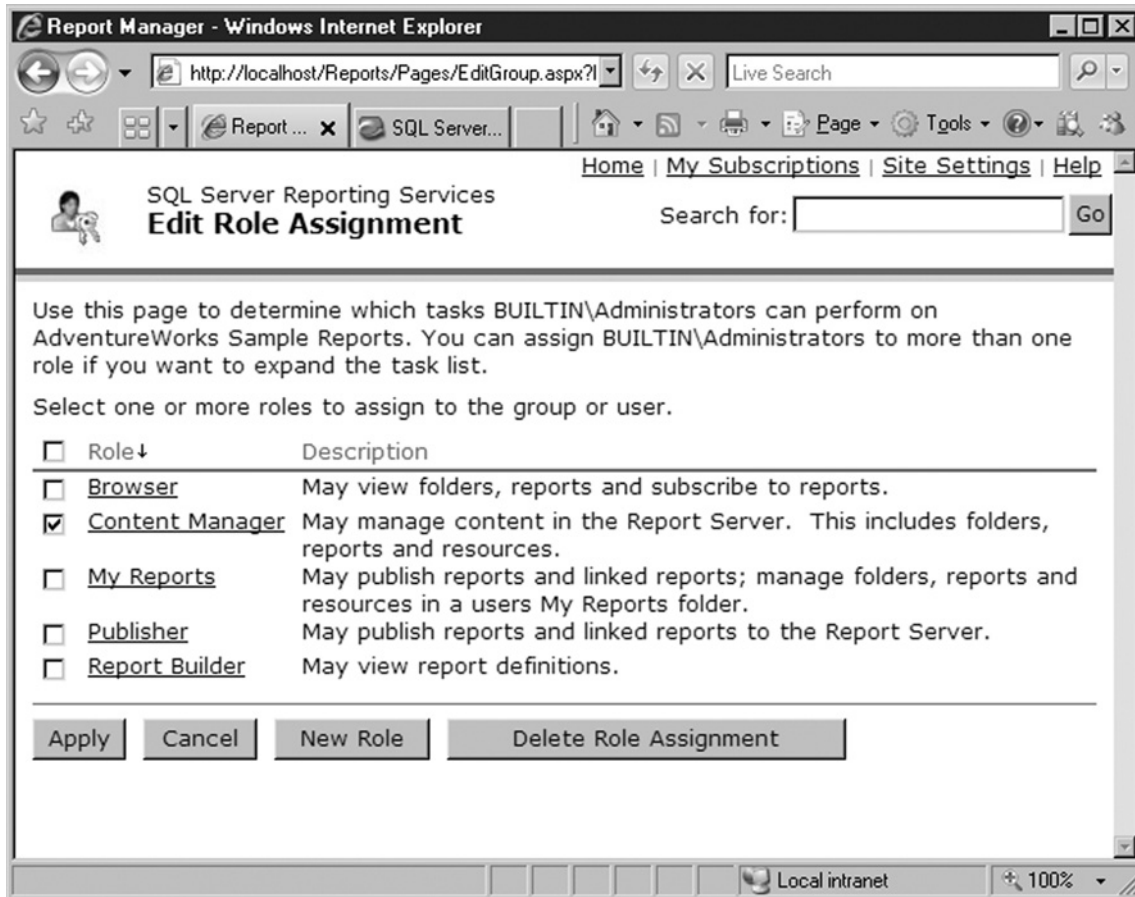 Report Manager - Windows Internet Explorer
http://localhost/Reports/Pages/EditGroup.aspx?I
Live Search
Report ...
SQL Server...
Page
Tools
Home | My Subscriptions | Site Settings | Help
SQL Server Reporting Services
Edit Role Assignment
Search for:
Go
Use this page to determine which tasks BUILTIN\Administrators can perform on
AdventureWorks Sample Reports. You can assign BUILTIN\Administrators to more than one
role if you want to expand the task list.
Select one or more roles to assign to the group or user.
Role↓ Description
Browser May view folders, reports and subscribe to reports.
Content Manager May manage content in the Report Server. This includes folders,
reports and resources.
My Reports May publish reports and linked reports; manage folders, reports and
resources in a users My Reports folder.
Publisher May publish reports and linked reports to the Report Server.
Report Builder May view report definitions.
Apply Cancel New Role Delete Role Assignment
Local intranet 100%